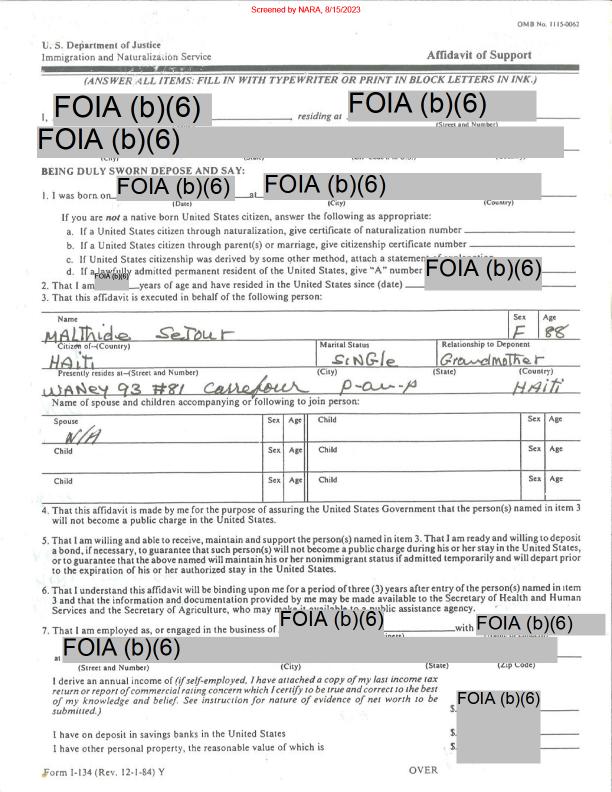 Screened by NARA, 8/15/2023
OMB No. 1115-0062
U. S. Department of Justice
Immigration and Naturalization Service Affidavit of Support
(ANSWER ALL ITEMS: FILL IN WITH TYPEWRITER OR PRINT IN BLOCK LETTERS IN INK.)
I, FOIA (b)(6) residing at FOIA (b)(6)
(Street and Number)
FOIA (b)(6)
(City) (State) (Country)
BEING DULY SWORN DEPOSE AND SAY:
1. I was born on FOIA (b)(6) at FOIA (b)(6)
(Date) (City) (Country)
If you are not a native born United States citizen, answer the following as appropriate:
a. If a United States citizen through naturalization, give certificate of naturalization number
b. If a United States citizen through parent(s) or marriage, give citizenship certificate number
c. If United States citizenship was derived by some other method, attach a statement of explanation
d. If a lawfully admitted permanent resident of the United States, give "A" number FOIA (b)(6)
2. That I am FOIA (b)(6) years of age and have resided in the United States since (date)
3. That this affidavit is executed in behalf of the following person:
Name Sex Age
MALthide SeTour F 88
Citizen of—(Country) Marital Status Relationship to Deponent
HAiTi SiNGle Grandmother
Presently resides at—(Street and Number) (City) (State) (Country)
WANey 93 #81 Carrefour P-au-p HAiTi
Name of spouse and children accompanying or following to join person:
Spouse Sex Age Child Sex Age
N/A
Child Sex Age Child Sex Age
Child Sex Age Child Sex Age
4. That this affidavit is made by me for the purpose of assuring the United States Government that the person(s) named in item 3
will not become a public charge in the United States.
5. That I am willing and able to receive, maintain and support the person(s) named in item 3. That I am ready and willing to deposit
a bond, if necessary, to guarantee that such person(s) will not become a public charge during his or her stay in the United States,
or to guarantee that the above named will maintain his or her nonimmigrant status if admitted temporarily and will depart prior
to the expiration of his or her authorized stay in the United States.
6. That I understand this affidavit will be binding upon me for a period of three (3) years after entry of the person(s) named in item
3 and that the information and documentation provided by me may be made available to the Secretary of Health and Human
Services and the Secretary of Agriculture, who may make it available to a public assistance agency.
7. That I am employed as, or engaged in the business of FOIA (b)(6) with FOIA (b)(6)
at FOIA (b)(6)
(Street and Number) (City) (State) (Zip Code)
I derive an annual income of (if self-employed, I have attached a copy of my last income tax
return or report of commercial rating concern which I certify to be true and correct to the best
of my knowledge and belief. See instruction for nature of evidence of net worth to be
submitted.) $ FOIA (b)(6)
I have on deposit in savings banks in the United States $
I have other personal property, the reasonable value of which is $
Form I-134 (Rev. 12-1-84) Y OVER